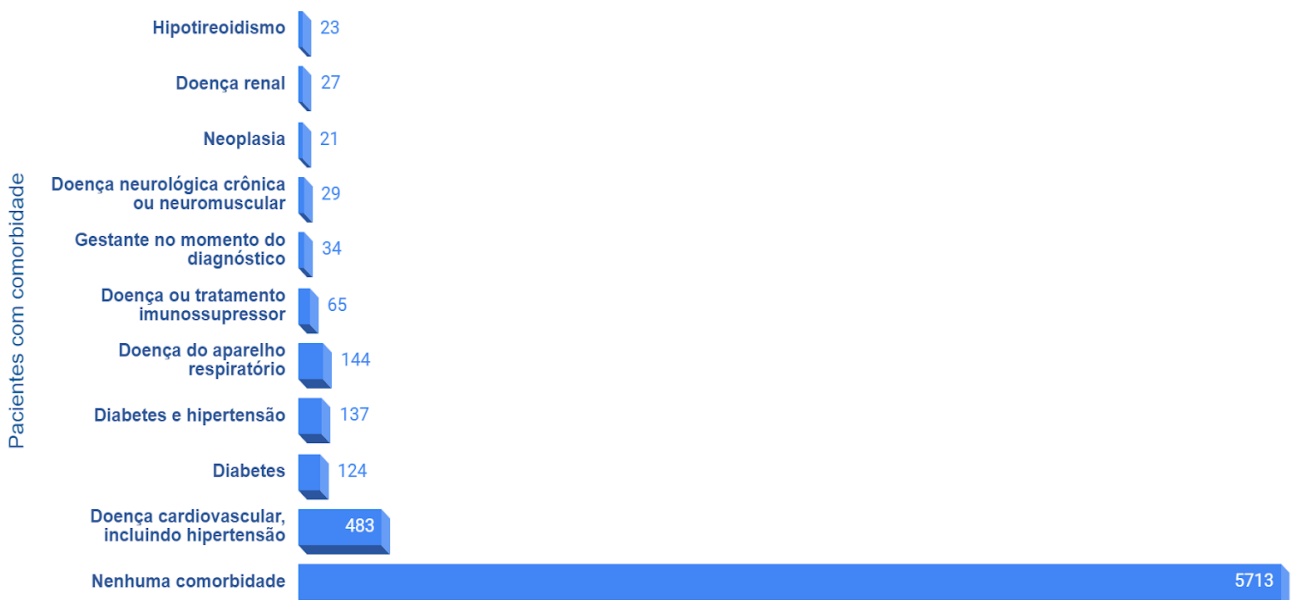 Pacientes com comorbidade
Hipotireoidismo 23
Doença renal 27
Neoplasia 21
Doença neurológica crônica
ou neuromuscular 29
Gestante no momento do
diagnóstico 34
Doença ou tratamento
imunossupressor 65
Doença do aparelho
respiratório 144
Diabetes e hipertensão 137
Diabetes 124
Doença cardiovascular,
incluindo hipertensão 483
Nenhuma comorbidade 5713